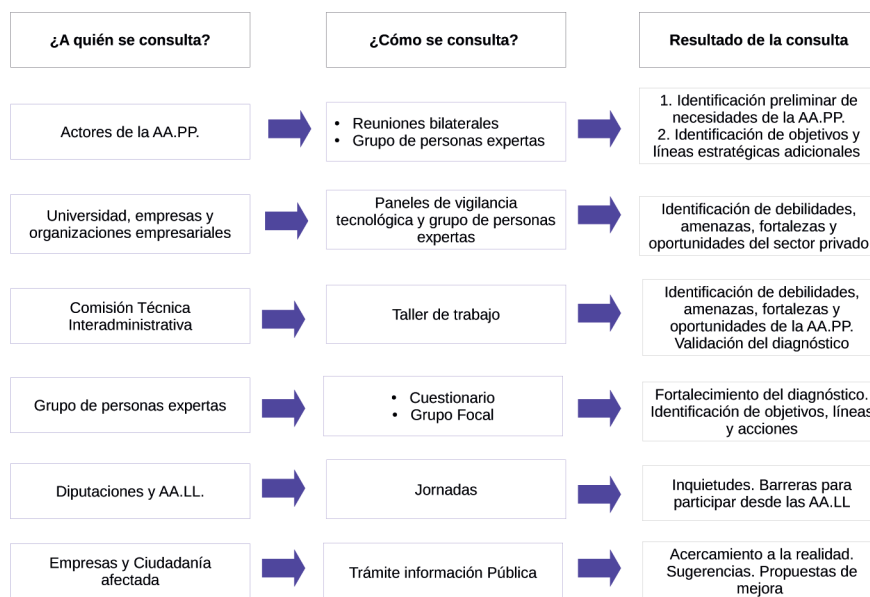 ¿A quién se consulta?
¿Cómo se consulta?
Resultado de la consulta
Actores de la AA.PP.
• Reuniones bilaterales
• Grupo de personas expertas
1. Identificación preliminar de
necesidades de la AA.PP.
2. Identificación de objetivos y
líneas estratégicas adicionales
Universidad, empresas y
organizaciones empresariales
Paneles de vigilancia
tecnológica y grupo de personas
expertas
Identificación de debilidades,
amenazas, fortalezas y
oportunidades del sector privado
Comisión Técnica
Interadministrativa
Taller de trabajo
Identificación de debilidades,
amenazas, fortalezas y
oportunidades de la AA.PP.
Validación del diagnóstico
Grupo de personas expertas
• Cuestionario
• Grupo Focal
Fortalecimiento del diagnóstico.
Identificación de objetivos, líneas
y acciones
Diputaciones y AA.LL.
Jornadas
Inquietudes. Barreras para
participar desde las AA.LL
Empresas y Ciudadanía
afectada
Trámite información Pública
Acercamiento a la realidad.
Sugerencias. Propuestas de
mejora